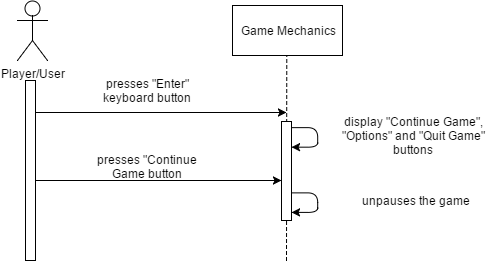 Game Mechanics
Player/User
presses "Enter"
keyboard button
display "Continue Game",
"Options" and "Quit Game"
buttons
presses "Continue
Game button
unpauses the game